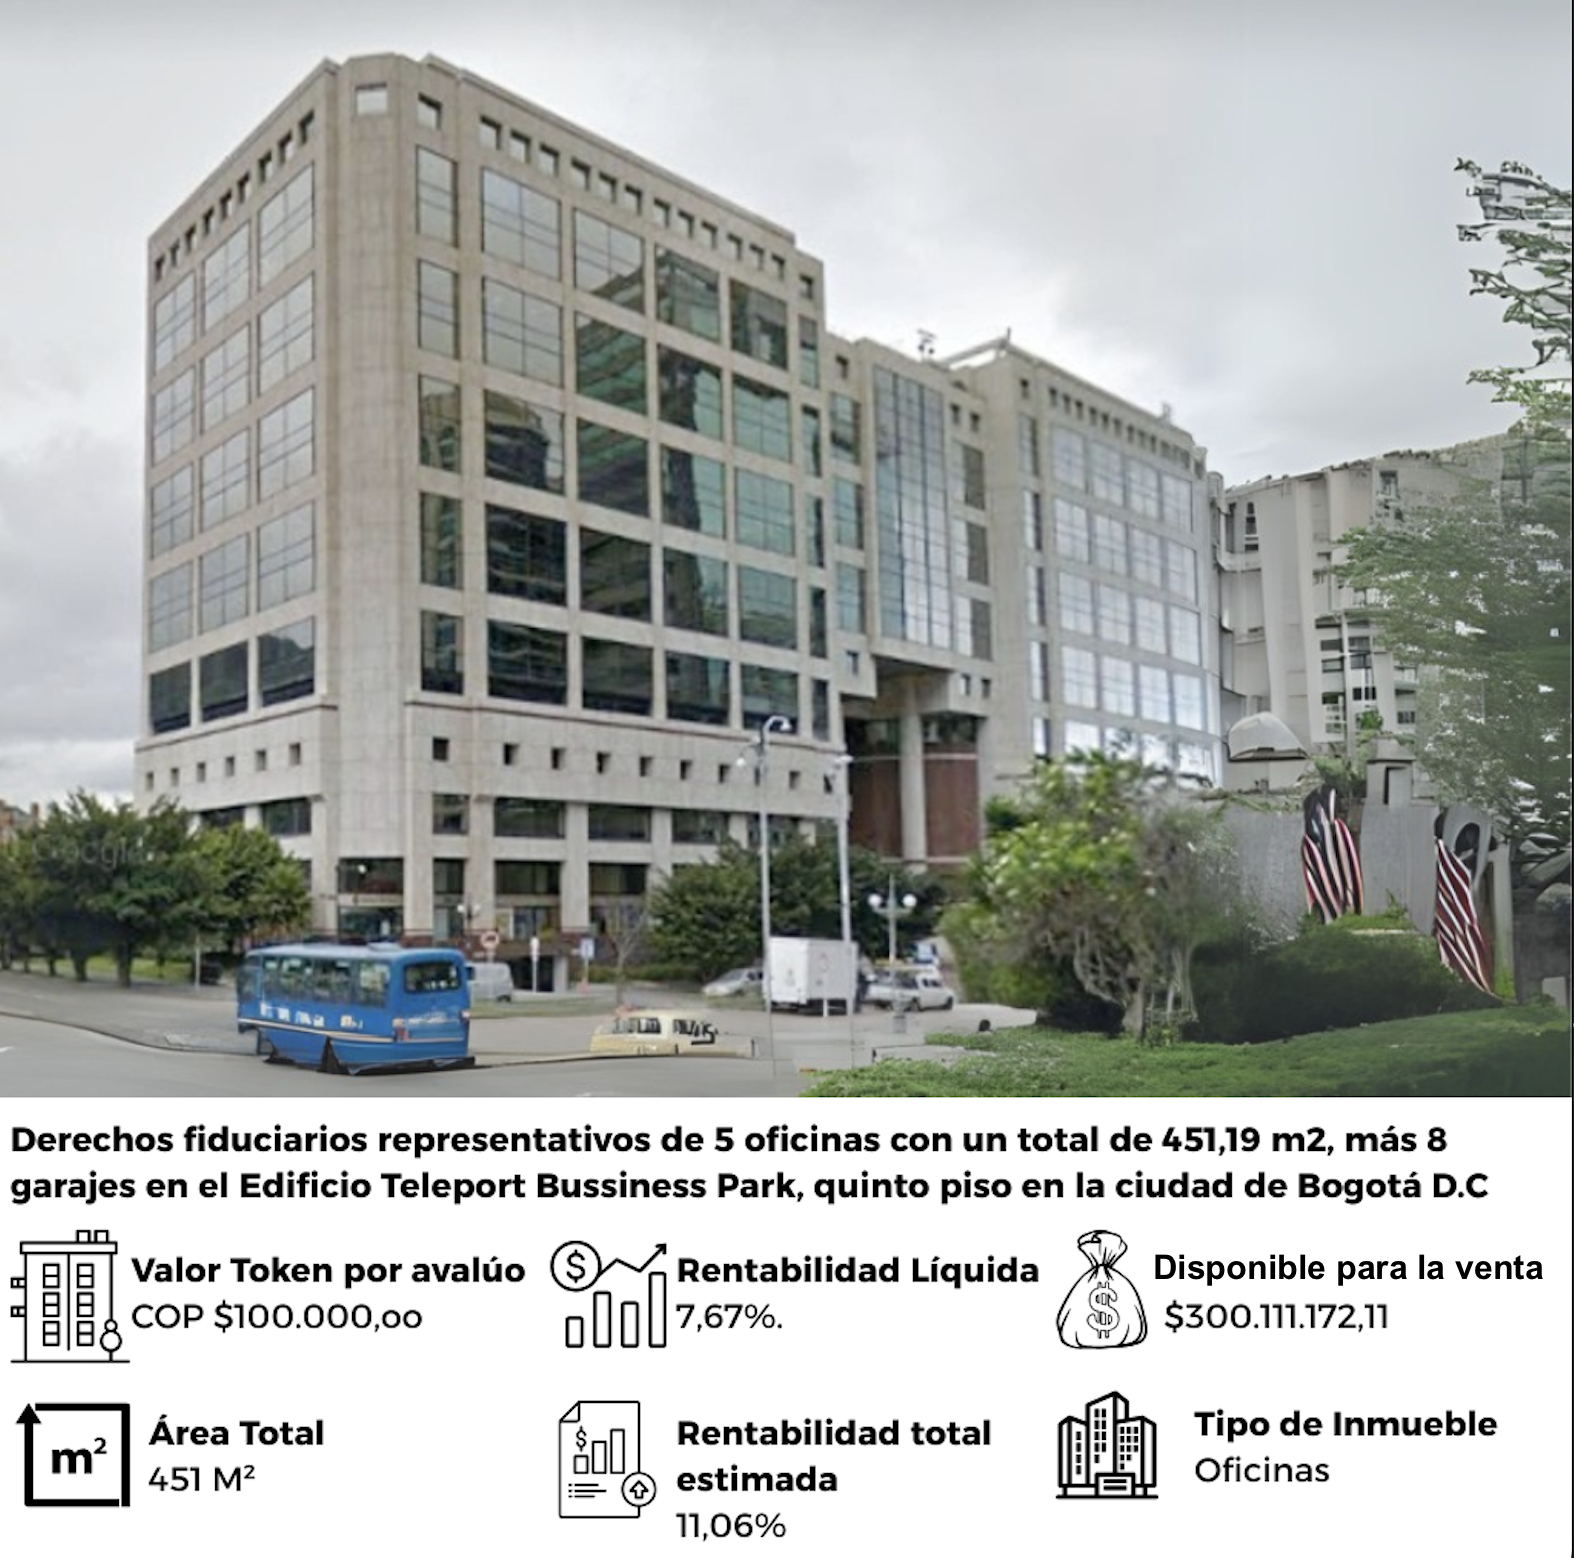 Derechos fiduciarios representativos de 5 oficinas con un total de 451,19 m2, más 8
garajes en el Edificio Teleport Bussiness Park, quinto piso en la ciudad de Bogotá D.C
Valor Token por avalúo
COP $100.000,oo
$
Rentabilidad Líquida
7,67%.
$
Disponible para la venta
$300.111.172,11
m²
Área Total
451 M²
$
Rentabilidad total
estimada
11,06%
Tipo de Inmueble
Oficinas